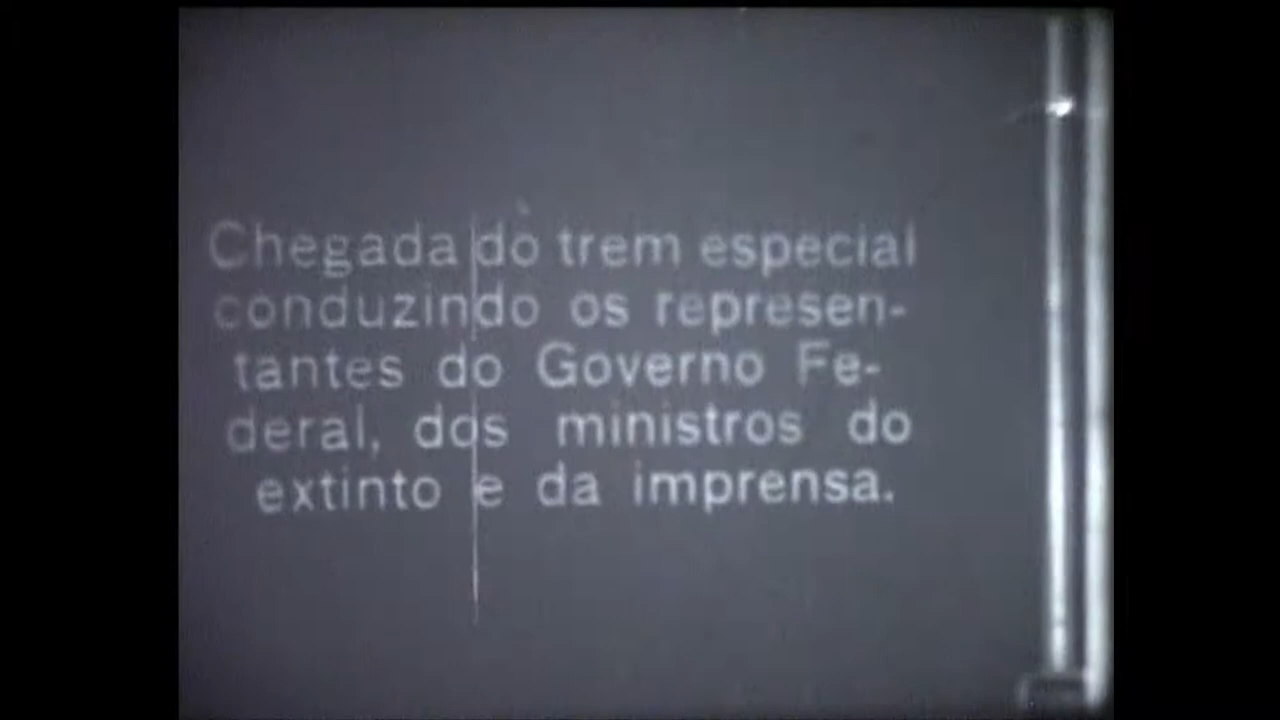 Chegada do trem especial
conduzindo os represen-
tantes do Governo Fe-
deral, dos ministros do
extinto e da imprensa.